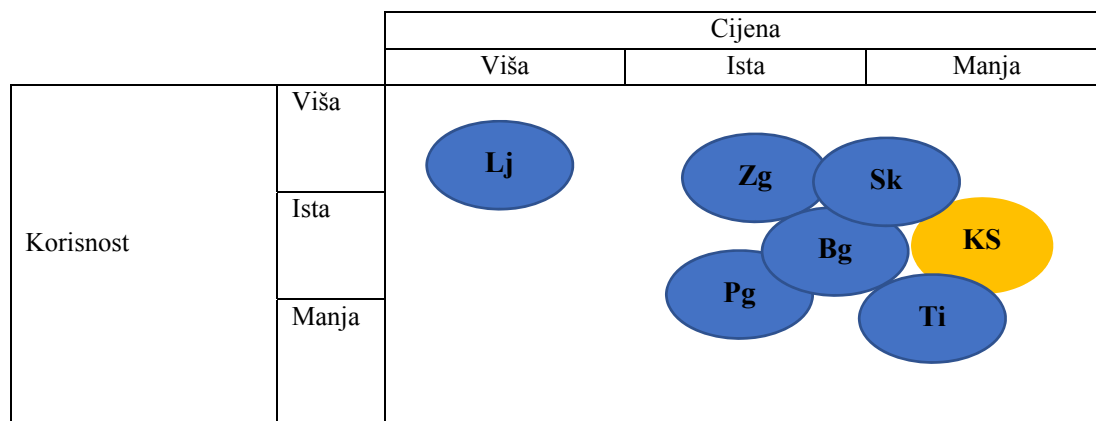 Cijena
Viša Ista Manja
Viša
Lj Zg Sk
Korisnost
Ista
Bg KS
Pg
Manja
Ti